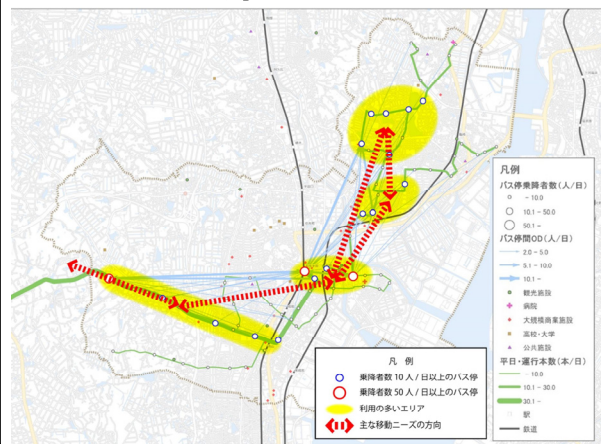 凡例
バス停乗降者数(人/日)
- 10.0
10.1 - 50.0
50.1 -
バス停間OD(人/日)
2.0 - 5.0
5.1 - 10.0
10.1 -
観光施設
病院
大規模商業施設
高校・大学
公共施設
平日・運行本数(本/日)
- 10.0
10.1 - 30.0
30.1 -
駅
鉄道
凡 例
乗降者数 10 人 / 日以上のバス停
乗降者数 50 人 / 日以上のバス停
利用の多いエリア
主な移動ニーズの方向